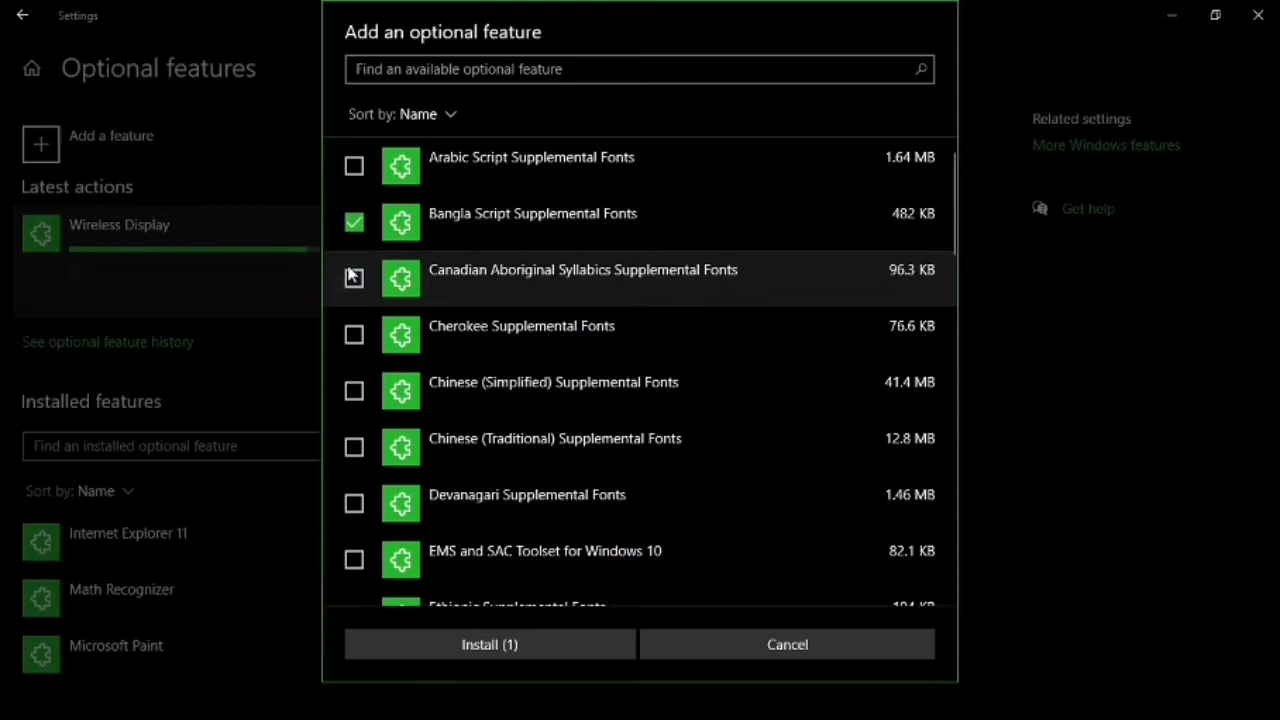 Settings
Optional features
Add a feature
Latest actions
Wireless Display
See optional feature history
Installed features
Find an installed optional feature
Sort by: Name
Internet Explorer 11
Math Recognizer
Microsoft Paint
Add an optional feature
Find an available optional feature
Sort by: Name
Arabic Script Supplemental Fonts 1.64 MB
Bangla Script Supplemental Fonts 482 KB
Canadian Aboriginal Syllabics Supplemental Fonts 96.3 KB
Cherokee Supplemental Fonts 76.6 KB
Chinese (Simplified) Supplemental Fonts 41.4 MB
Chinese (Traditional) Supplemental Fonts 12.8 MB
Devanagari Supplemental Fonts 1.46 MB
EMS and SAC Toolset for Windows 10 82.1 KB
Ethiopic Supplemental Fonts
Install (1)
Cancel
Related settings
More Windows features
Get help